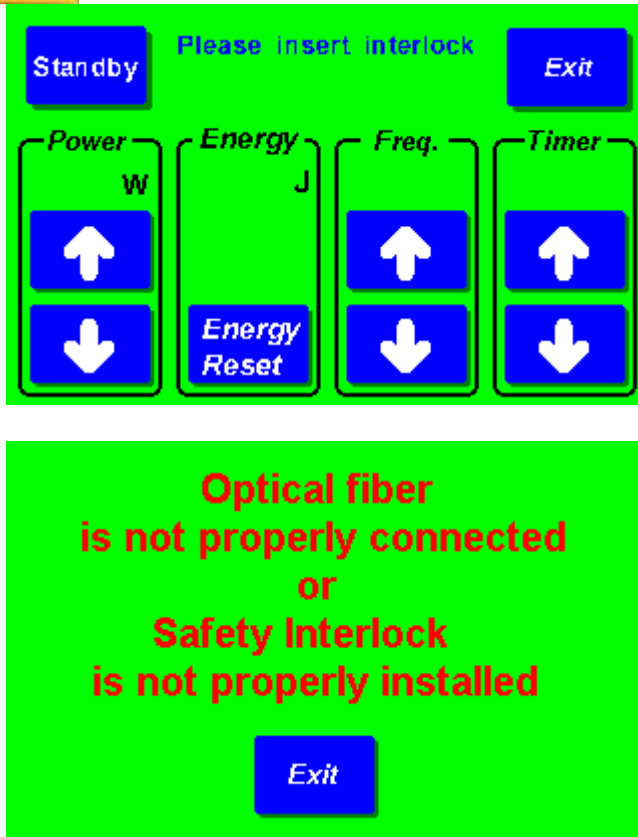 Please insert interlock
Standby
Exit
Power
Energy
Freq.
Timer
W
J
Energy
Reset
Optical fiber
is not properly connected
or
Safety Interlock
is not properly installed
Exit